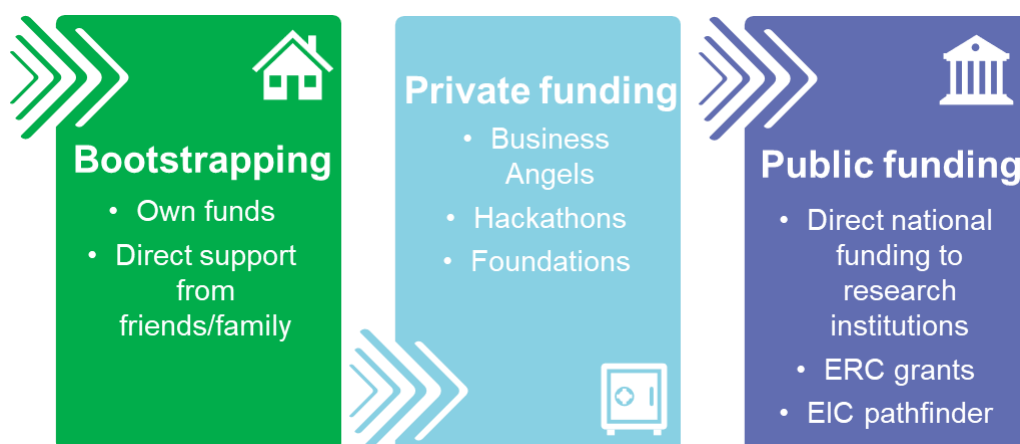 Bootstrapping
• Own funds
• Direct support
from
friends/family
Private funding
• Business
Angels
• Hackathons
• Foundations
Public funding
• Direct national
funding to
research
institutions
• ERC grants
• EIC pathfinder